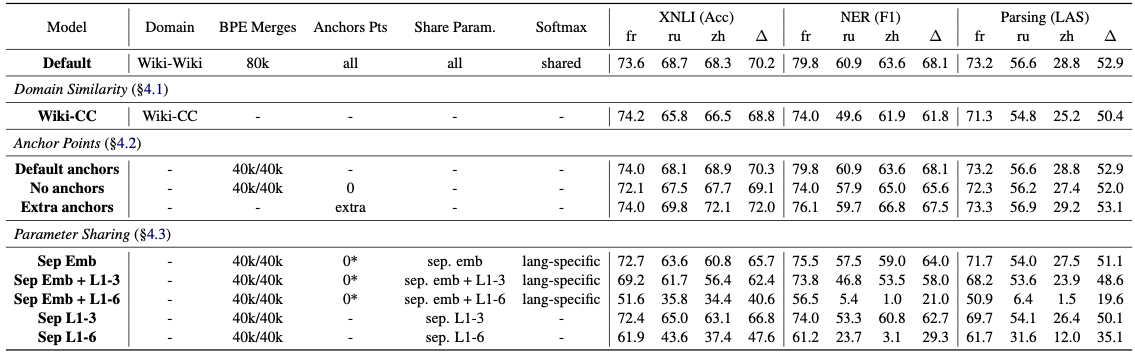 Model Domain BPE Merges Anchors Pts Share Param. Softmax XNLI (Acc) NER (F1) Parsing (LAS)
fr ru zh Δ fr ru zh Δ fr ru zh Δ
Default Wiki-Wiki 80k all all shared 73.6 68.7 68.3 70.2 79.8 60.9 63.6 68.1 73.2 56.6 28.8 52.9
Domain Similarity (§4.1)
Wiki-CC Wiki-CC - - - - 74.2 65.8 66.5 68.8 74.0 49.6 61.9 61.8 71.3 54.8 25.2 50.4
Anchor Points (§4.2)
Default anchors - 40k/40k - - - 74.0 68.1 68.9 70.3 79.8 60.9 63.6 68.1 73.2 56.6 28.8 52.9
No anchors - 40k/40k 0 - - 72.1 67.5 67.7 69.1 74.0 57.9 65.0 65.6 72.3 56.2 27.4 52.0
Extra anchors - - extra - - 74.0 69.8 72.1 72.0 76.1 59.7 66.8 67.5 73.3 56.9 29.2 53.1
Parameter Sharing (§4.3)
Sep Emb - 40k/40k 0* sep. emb lang-specific 72.7 63.6 60.8 65.7 75.5 57.5 59.0 64.0 71.7 54.0 27.5 51.1
Sep Emb + L1-3 - 40k/40k 0* sep. emb + L1-3 lang-specific 69.2 61.7 56.4 62.4 73.8 46.8 53.5 58.0 68.2 53.6 23.9 48.6
Sep Emb + L1-6 - 40k/40k 0* sep. emb + L1-6 lang-specific 51.6 35.8 34.4 40.6 56.5 5.4 1.0 21.0 50.9 6.4 1.5 19.6
Sep L1-3 - 40k/40k - sep. L1-3 - 72.4 65.0 63.1 66.8 74.0 53.3 60.8 62.7 69.7 54.1 26.4 50.1
Sep L1-6 - 40k/40k - sep. L1-6 - 61.9 43.6 37.4 47.6 61.2 23.7 3.1 29.3 61.7 31.6 12.0 35.1